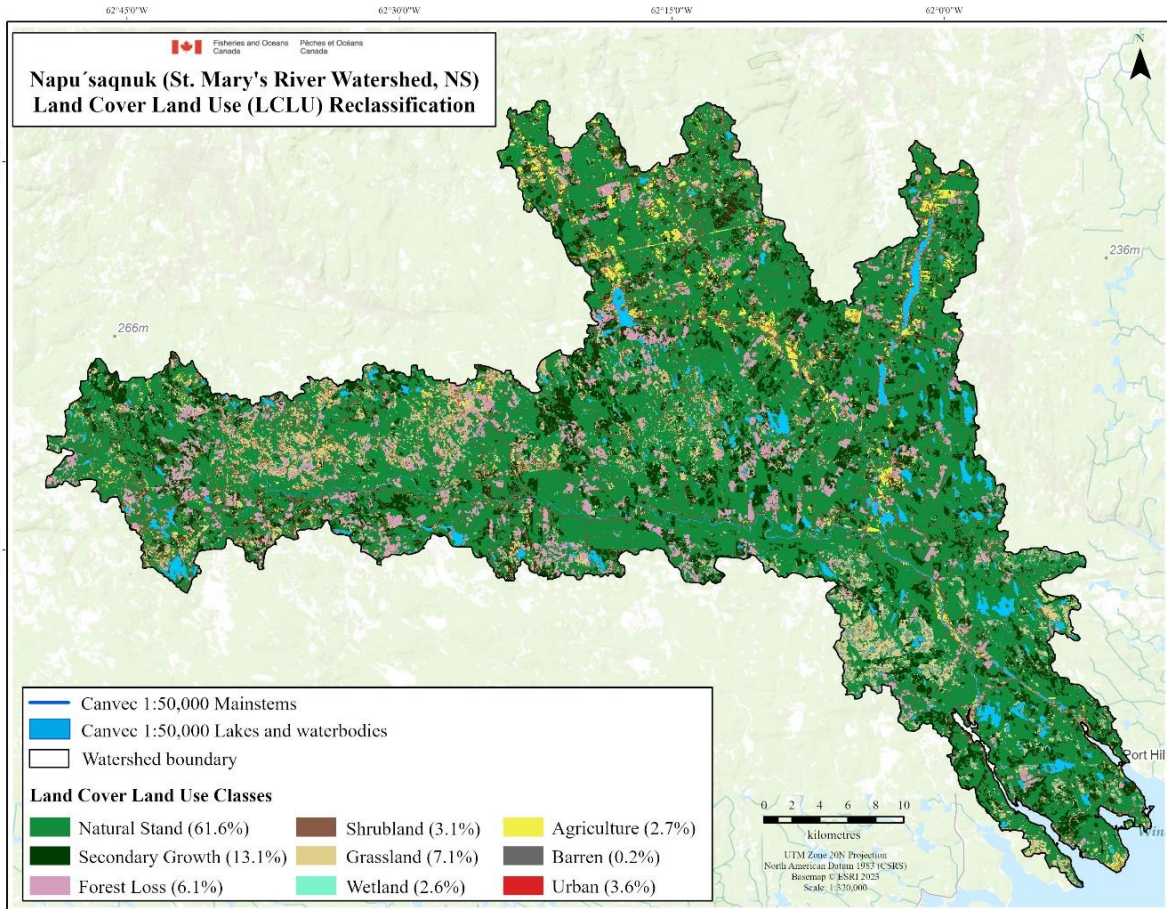 62°45'0"W
62°30'0"W
62°15'0"W
62°0'0"W
Fisheries and Oceans Canada
Pêches et Océans Canada
Napu´saqnuk (St. Mary's River Watershed, NS)
Land Cover Land Use (LCLU) Reclassification
N
236m
266m
Canvec 1:50,000 Mainstems
Canvec 1:50,000 Lakes and waterbodies
Watershed boundary
Land Cover Land Use Classes
Natural Stand (61.6%)
Secondary Growth (13.1%)
Forest Loss (6.1%)
Shrubland (3.1%)
Grassland (7.1%)
Wetland (2.6%)
Agriculture (2.7%)
Barren (0.2%)
Urban (3.6%)
Port Hil
0 2 4 6 8 10
kilometres
UTM Zone 20N Projection
North American Datum 1983 (CSRS)
Basemap © ESRI 2023
Scale: 1:320,000